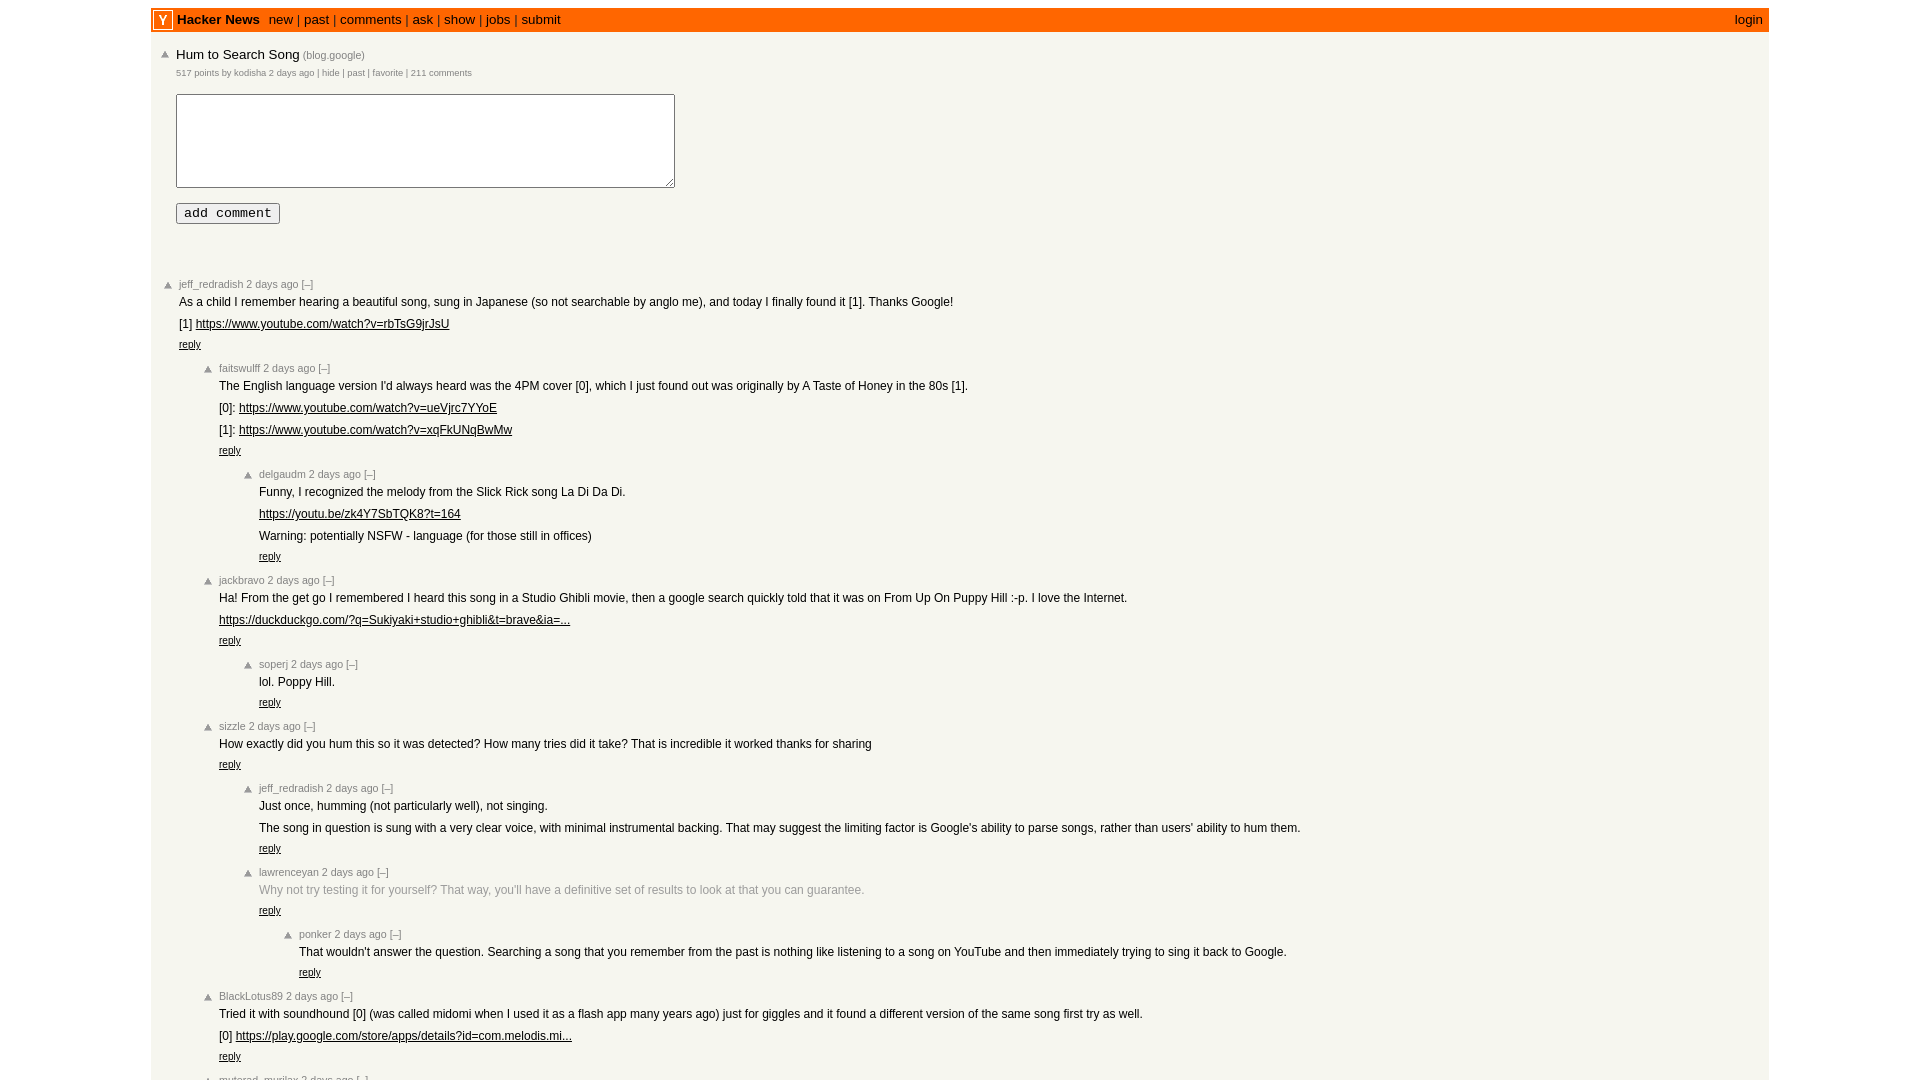 Y Hacker News new | past | comments | ask | show | jobs | submit login
Hum to Search Song (blog.google)
517 points by kodisha 2 days ago | hide | past | favorite | 211 comments
add comment
jeff_redradish 2 days ago [–]
As a child I remember hearing a beautiful song, sung in Japanese (so not searchable by anglo me), and today I finally found it [1]. Thanks Google!
[1] https://www.youtube.com/watch?v=rbTsG9jrJsU
reply
faitswulff 2 days ago [–]
The English language version I'd always heard was the 4PM cover [0], which I just found out was originally by A Taste of Honey in the 80s [1].
[0]: https://www.youtube.com/watch?v=ueVjrc7YYoE
[1]: https://www.youtube.com/watch?v=xqFkUNqBwMw
reply
delgaudm 2 days ago [–]
Funny, I recognized the melody from the Slick Rick song La Di Da Di.
https://youtu.be/zk4Y7SbTQK8?t=164
Warning: potentially NSFW - language (for those still in offices)
reply
jackbravo 2 days ago [–]
Ha! From the get go I remembered I heard this song in a Studio Ghibli movie, then a google search quickly told that it was on From Up On Puppy Hill :-p. I love the Internet.
https://duckduckgo.com/?q=Sukiyaki+studio+ghibli&t=brave&ia=...
reply
soperj 2 days ago [–]
lol. Poppy Hill.
reply
sizzle 2 days ago [–]
How exactly did you hum this so it was detected? How many tries did it take? That is incredible it worked thanks for sharing
reply
jeff_redradish 2 days ago [–]
Just once, humming (not particularly well), not singing.
The song in question is sung with a very clear voice, with minimal instrumental backing. That may suggest the limiting factor is Google's ability to parse songs, rather than users' ability to hum them.
reply
lawrenceyan 2 days ago [–]
Why not try testing it for yourself? That way, you'll have a definitive set of results to look at that you can guarantee.
reply
ponker 2 days ago [–]
That wouldn't answer the question. Searching a song that you remember from the past is nothing like listening to a song on YouTube and then immediately trying to sing it back to Google.
reply
BlackLotus89 2 days ago [–]
Tried it with soundhound [0] (was called midomi when I used it as a flash app many years ago) just for giggles and it found a different version of the same song first try as well.
[0] https://play.google.com/store/apps/details?id=com.melodis.mi...
reply
2 days ago [–]